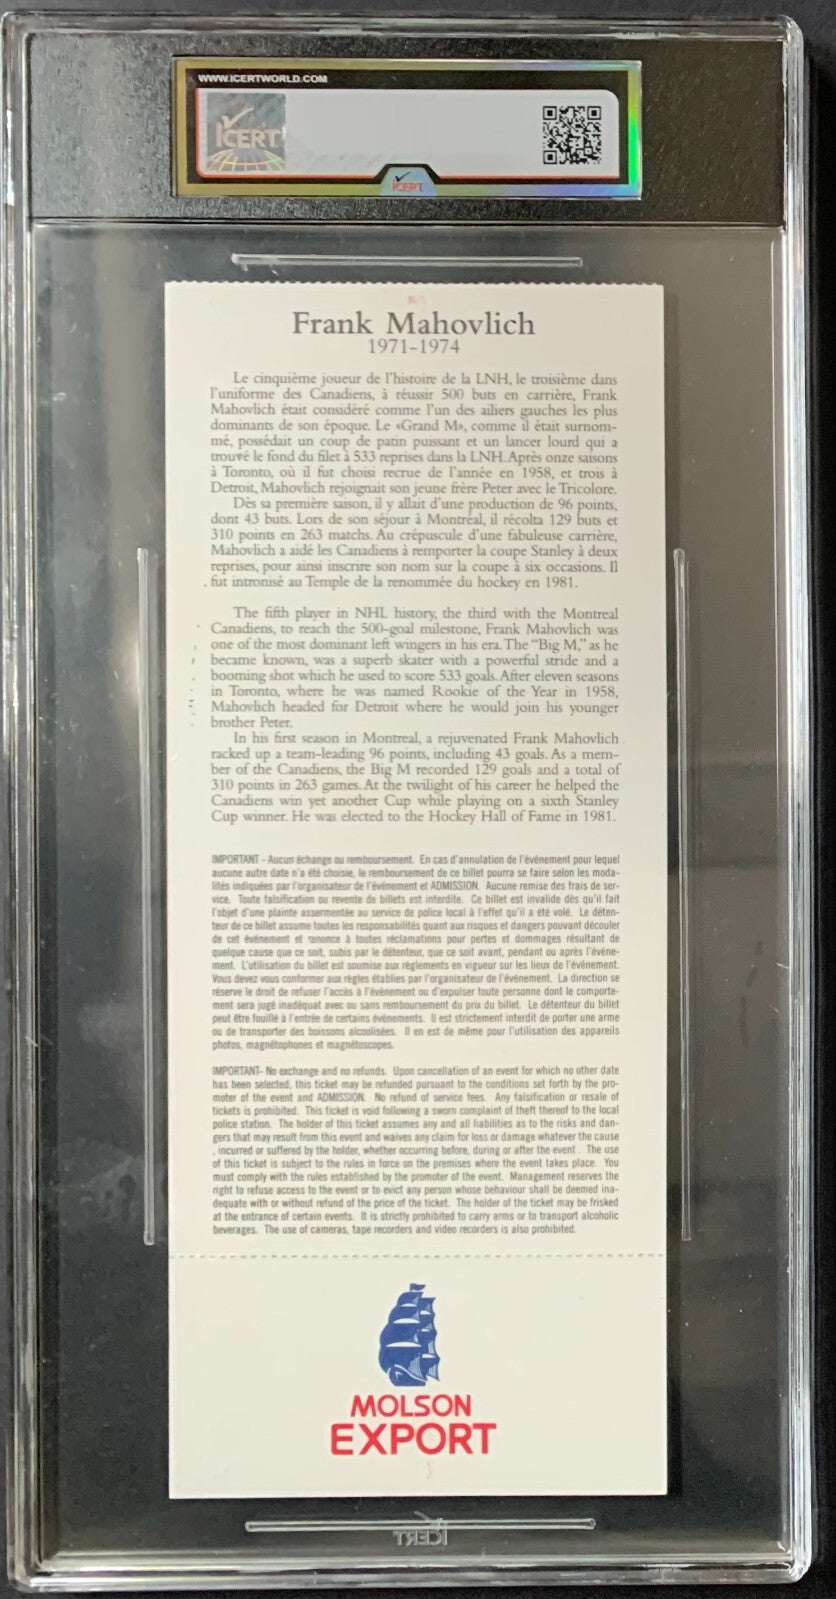 WWW.ICERTWORLD.COM
ICERT
ICERT
Frank Mahovlich
1971-1974
Le cinquième joueur de l'histoire de la LNH, le troisième dans
l'uniforme des Canadiens, à réussir 500 buts en carrière, Frank
Mahovlich était considéré comme l'un des ailiers gauches les plus
dominants de son époque. Le «Grand M», comme il était surnom-
mé, possédait un coup de patin puissant et un lancer lourd qui a
trouvé le fond du filet à 533 reprises dans la LNH. Après onze saisons
à Toronto, où il fut choisi recrue de l'année en 1958, et trois à
Detroit, Mahovlich rejoignait son jeune frère Peter avec le Tricolore.
Dès sa première saison, il y allait d'une production de 96 points,
dont 43 buts. Lors de son séjour à Montréal, il récolta 129 buts et
310 points en 263 matchs. Au crépuscule d'une fabuleuse carrière,
Mahovlich a aidé les Canadiens à remporter la coupe Stanley à deux
reprises, pour ainsi inscrire son nom sur la coupe à six occasions. Il
fut intronisé au Temple de la renommée du hockey en 1981.
The fifth player in NHL history, the third with the Montreal
Canadiens, to reach the 500-goal milestone, Frank Mahovlich was
one of the most dominant left wingers in his era. The "Big M," as he
became known, was a superb skater with a powerful stride and a
booming shot which he used to score 533 goals. After eleven seasons
in Toronto, where he was named Rookie of the Year in 1958,
Mahovlich headed for Detroit where he would join his younger
brother Peter.
In his first season in Montreal, a rejuvenated Frank Mahovlich
racked up a team-leading 96 points, including 43 goals. As a mem-
ber of the Canadiens, the Big M recorded 129 goals and a total of
310 points in 263 games. At the twilight of his career he helped the
Canadiens win yet another Cup while playing on a sixth Stanley
Cup winner. He was elected to the Hockey Hall of Fame in 1981.
IMPORTANT - Aucun échange ou remboursement. En cas d'annulation de l'événement pour lequel
aucune autre date n'a été choisie, le remboursement de ce billet pourra se faire selon les moda-
lités indiquées par l'organisateur de l'événement et ADMISSION. Aucune remise des frais de ser-
vice. Toute falsification ou revente de billets est interdite. Ce billet est invalide dès qu'il fait
l'objet d'une plainte assermentée au service de police local à l'effet qu'il a été volé. Le déten-
teur de ce billet assume toutes les responsabilités quant aux risques et dangers pouvant découler
de cet événement et renonce à toutes réclamations pour pertes et dommages résultant de
quelque cause que ce soit, subis par le détenteur, que ce soit avant, pendant ou après l'événe-
ment. L'utilisation du billet est soumise aux règlements en vigueur sur les lieux de l'événement.
Vous devez vous conformer aux règles établies par l'organisateur de l'événement. La direction se
réserve le droit de refuser l'accès à l'événement ou d'expulser toute personne dont le comporte-
ment sera jugé inadéquat avec ou sans remboursement du prix du billet. Le détenteur du billet
peut être fouillé à l'entrée de certains événements. Il est strictement interdit de porter une arme
ou de transporter des boissons alcoolisées. Il en est de même pour l'utilisation des appareils
photos, magnétophones et magnétoscopes.
IMPORTANT- No exchange and no refunds. Upon cancellation of an event for which no other date
has been selected, this ticket may be refunded pursuant to the conditions set forth by the pro-
moter of the event and ADMISSION. No refund of service fees. Any falsification or resale of
tickets is prohibited. This ticket is void following a sworn complaint of theft thereof to the local
police station. The holder of this ticket assumes any and all liabilities as to the risks and dan-
gers that may result from this event and waives any claim for loss or damage whatever the cause
, incurred or suffered by the holder, whether occurring before, during or after the event . The use
of this ticket is subject to the rules in force on the premises where the event takes place. You
must comply with the rules established by the promoter of the event. Management reserves the
right to refuse access to the event or to evict any person whose behaviour shall be deemed ina-
dequate with or without refund of the price of the ticket. The holder of the ticket may be frisked
at the entrance of certain events. It is strictly prohibited to carry arms or to transport alcoholic
beverages. The use of cameras, tape recorders and video recorders is also prohibited.
MOLSON
EXPORT
ICERT